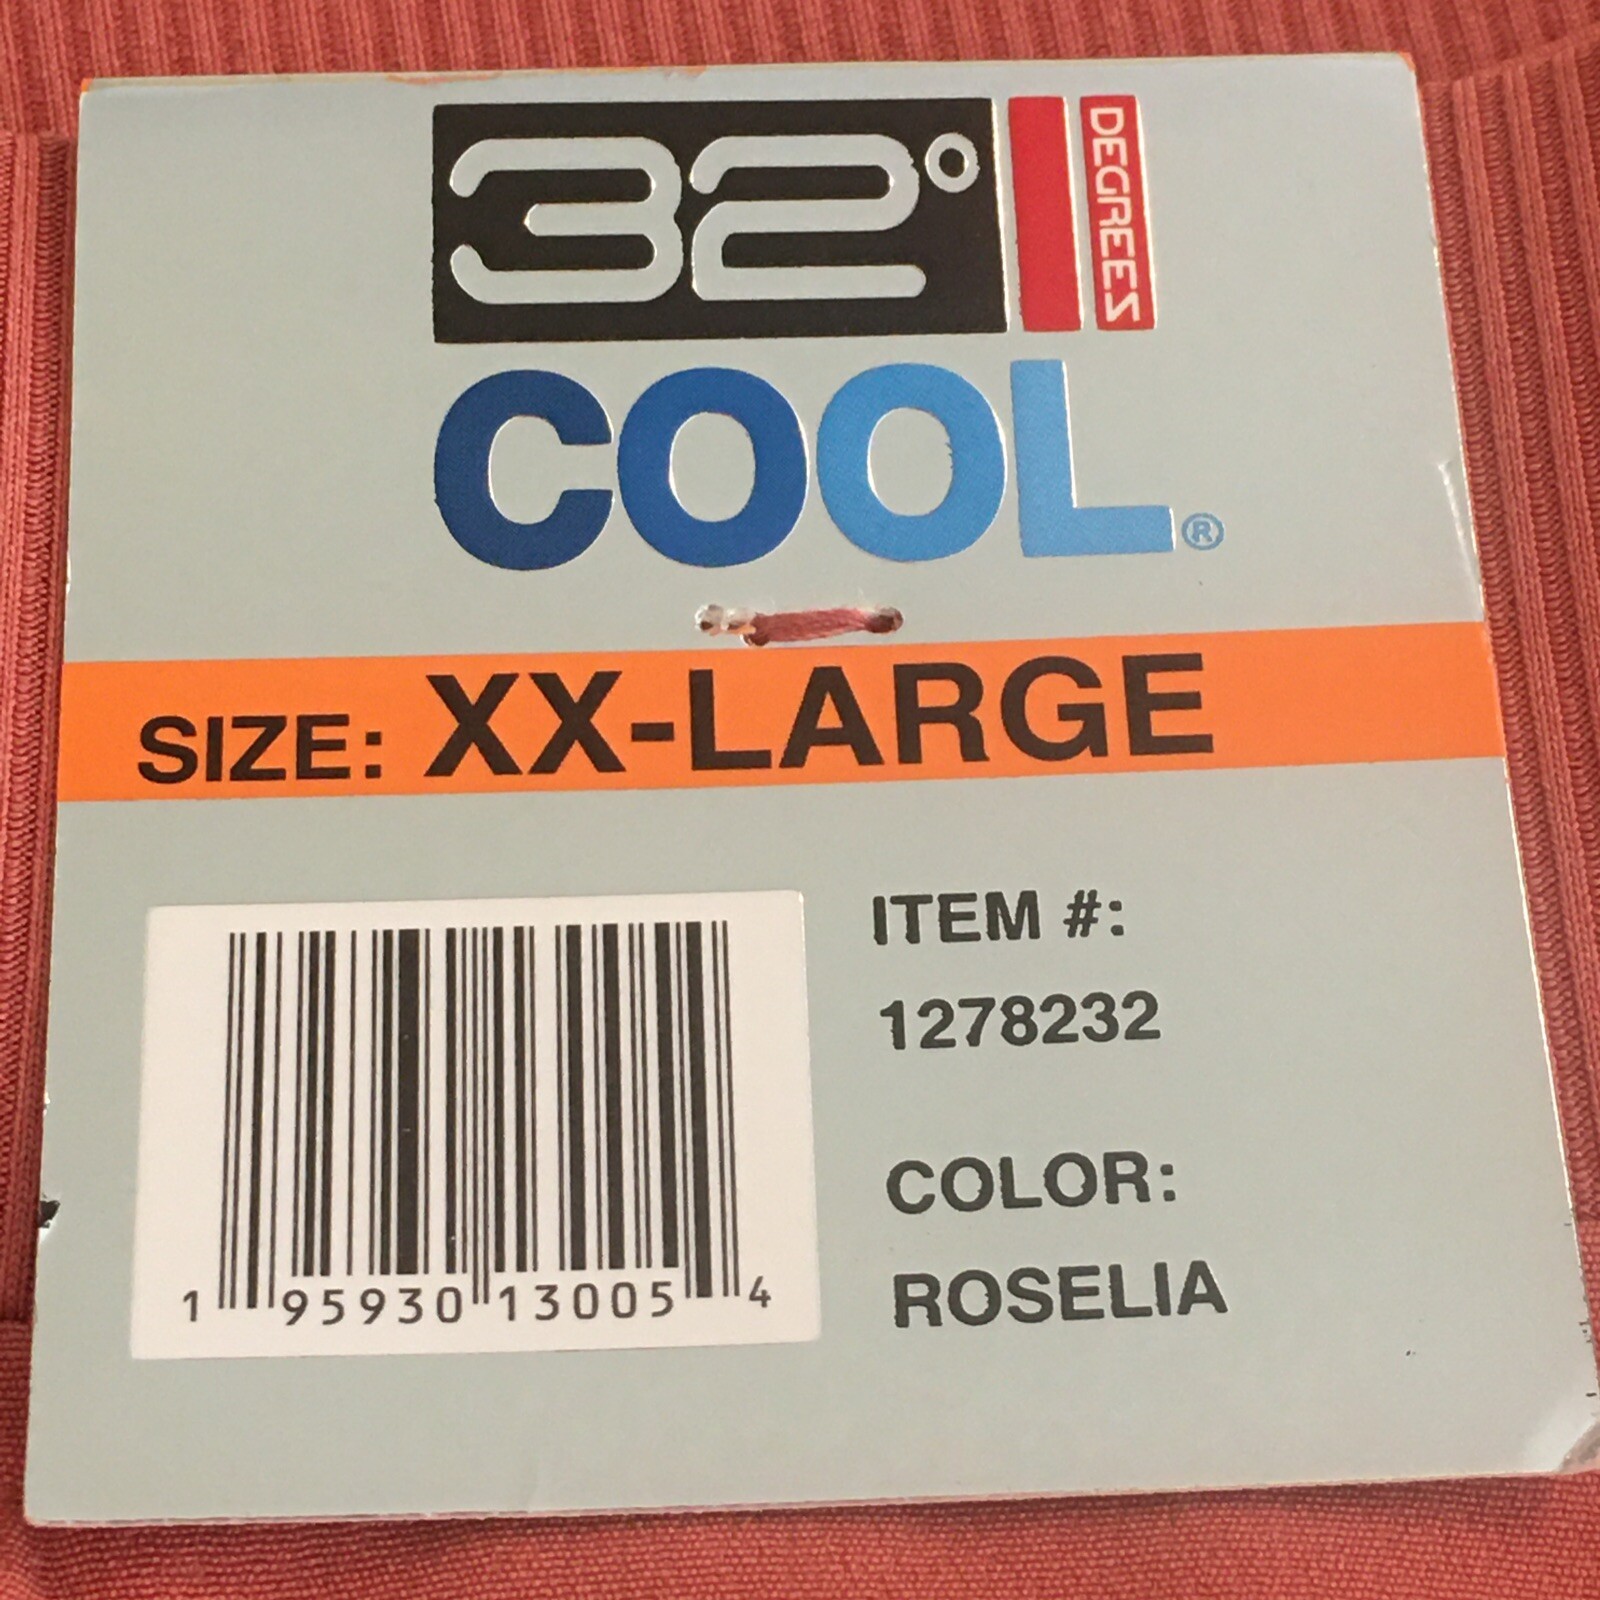 32° DEGREES
COOL®
SIZE: XX-LARGE
ITEM #:
1278232
COLOR:
ROSELIA
1 95930 13005 4